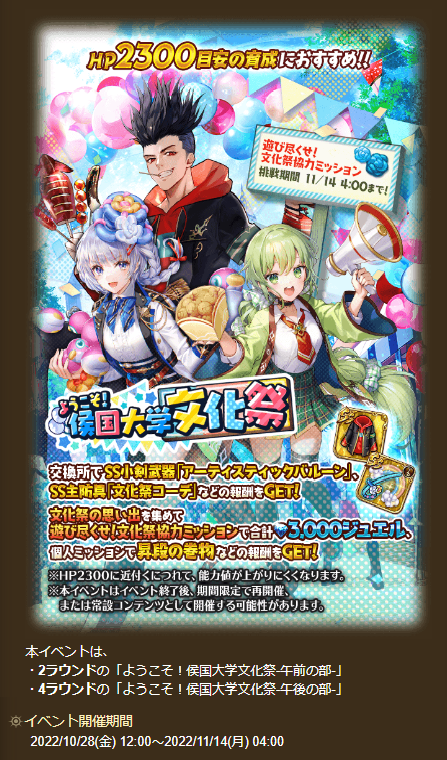 HP2300目安の育成におすすめ!!
遊び尽くせ!
文化祭協力ミッション
挑戦期間 11/14 4:00まで!
ようこそ!
侯国大学文化祭
SS
SS
交換所でSS小剣武器「アーティスティックバルーン」、
SS主防具「文化祭コーデ」などの報酬をGET!
文化祭の思い出を集めて
遊び尽くせ!文化祭協力ミッションで合計3,000ジュエル、
個人ミッションで昇段の巻物などの報酬をGET!
※HP2300に近付くにつれて、能力値が上がりにくくなります。
※本イベントはイベント終了後、期間限定で再開催、
または常設コンテンツとして開催する可能性があります。
本イベントは、
・2ラウンドの「ようこそ!侯国大学文化祭-午前の部-」
・4ラウンドの「ようこそ!侯国大学文化祭-午後の部-」
イベント開催期間
2022/10/28(金) 12:00～2022/11/14(月) 04:00